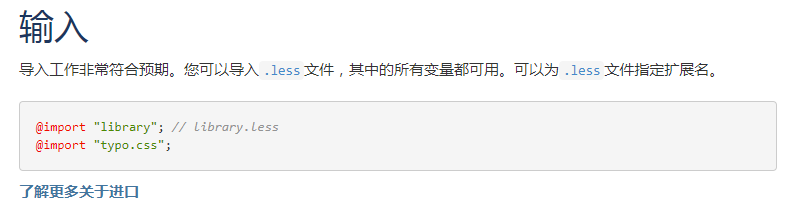 输入
导入工作非常符合预期。您可以导入 .less 文件，其中的所有变量都可用。可以为 .less 文件指定扩展名。
@import "library"; // library.less
@import "typo.css";
了解更多关于进口